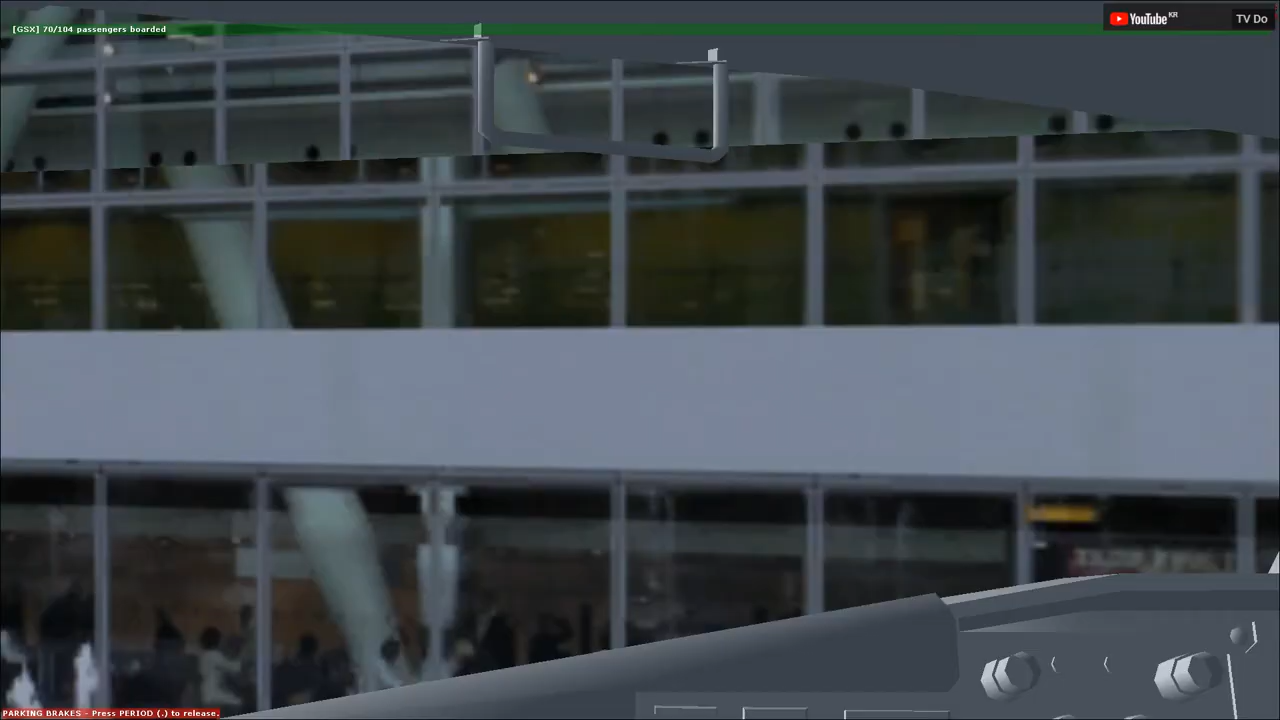 [GSX] 70/104 passengers boarded
YouTube KR
TV Do
PARKING BRAKES - Press PERIOD (.) to release.